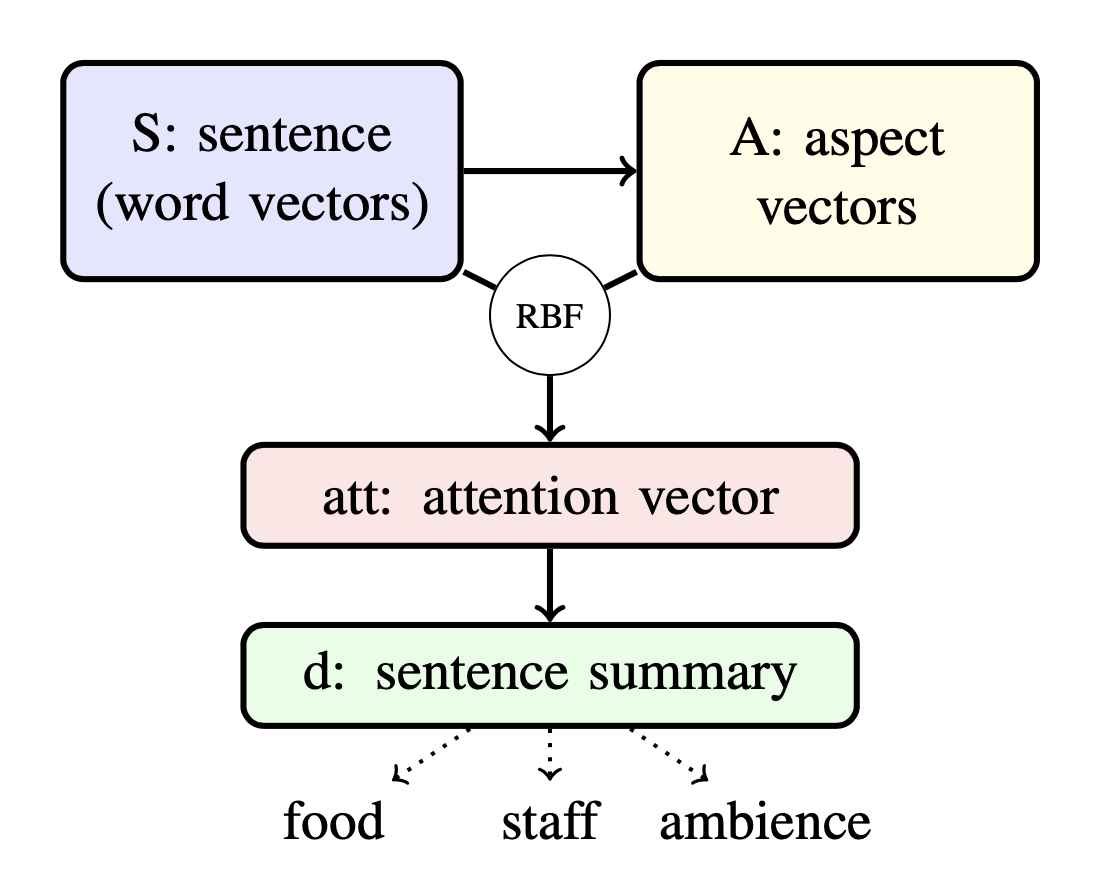 S: sentence
(word vectors)
A: aspect
vectors
RBF
att: attention vector
d: sentence summary
food staff ambience